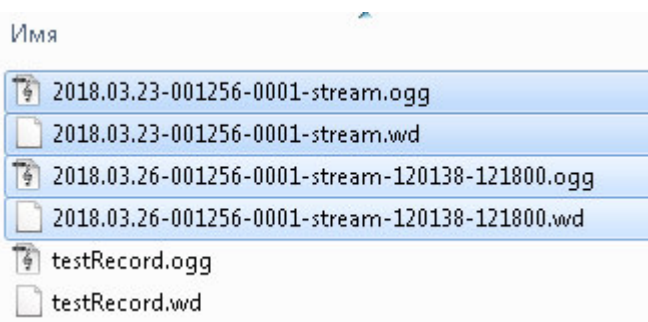 Имя
2018.03.23-001256-0001-stream.ogg
2018.03.23-001256-0001-stream.wd
2018.03.26-001256-0001-stream-120138-121800.ogg
2018.03.26-001256-0001-stream-120138-121800.wd
testRecord.ogg
testRecord.wd